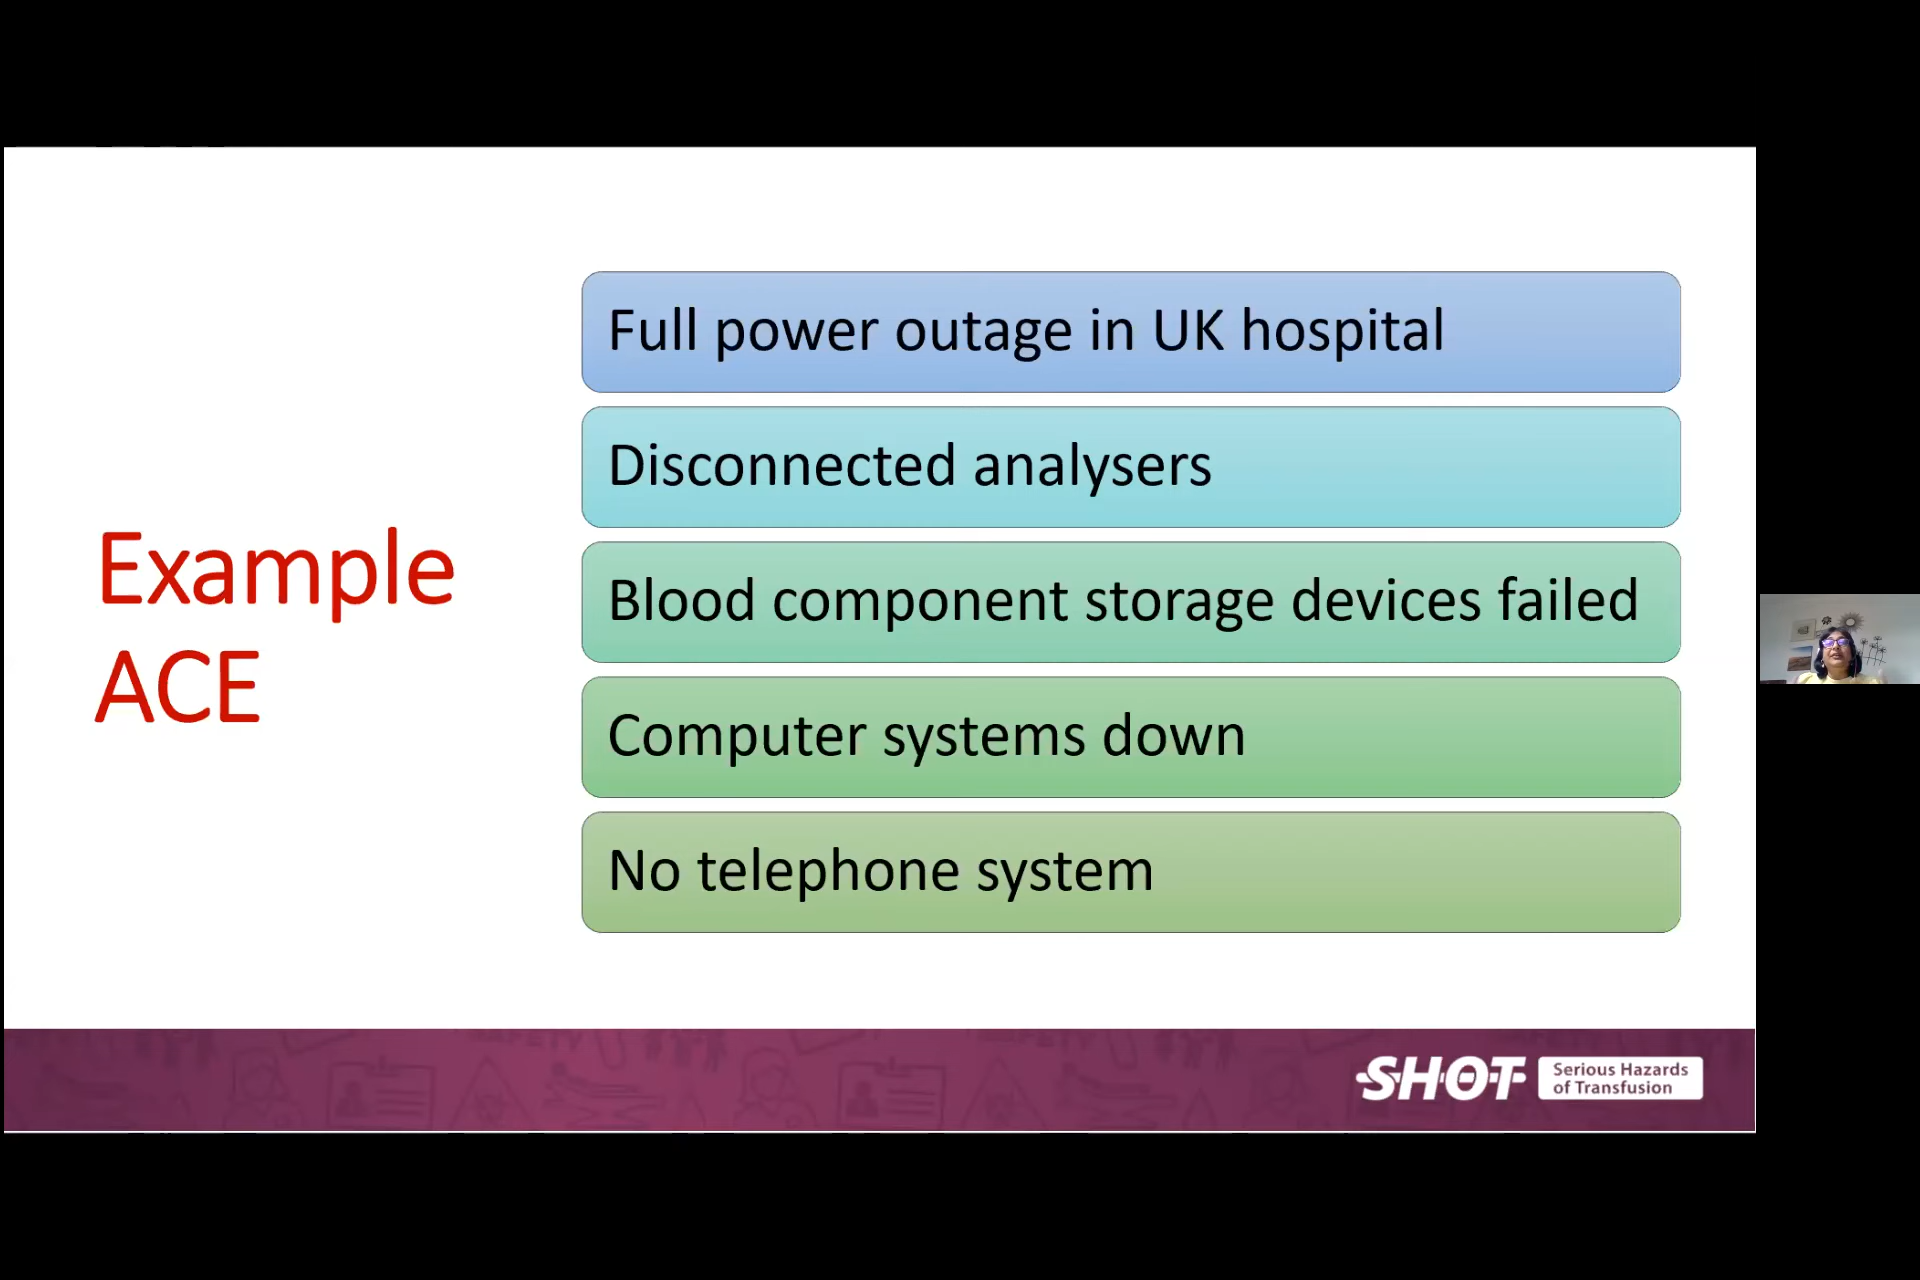 Example
ACE
Full power outage in UK hospital
Disconnected analysers
Blood component storage devices failed
Computer systems down
No telephone system
SHOT
Serious Hazards
of Transfusion